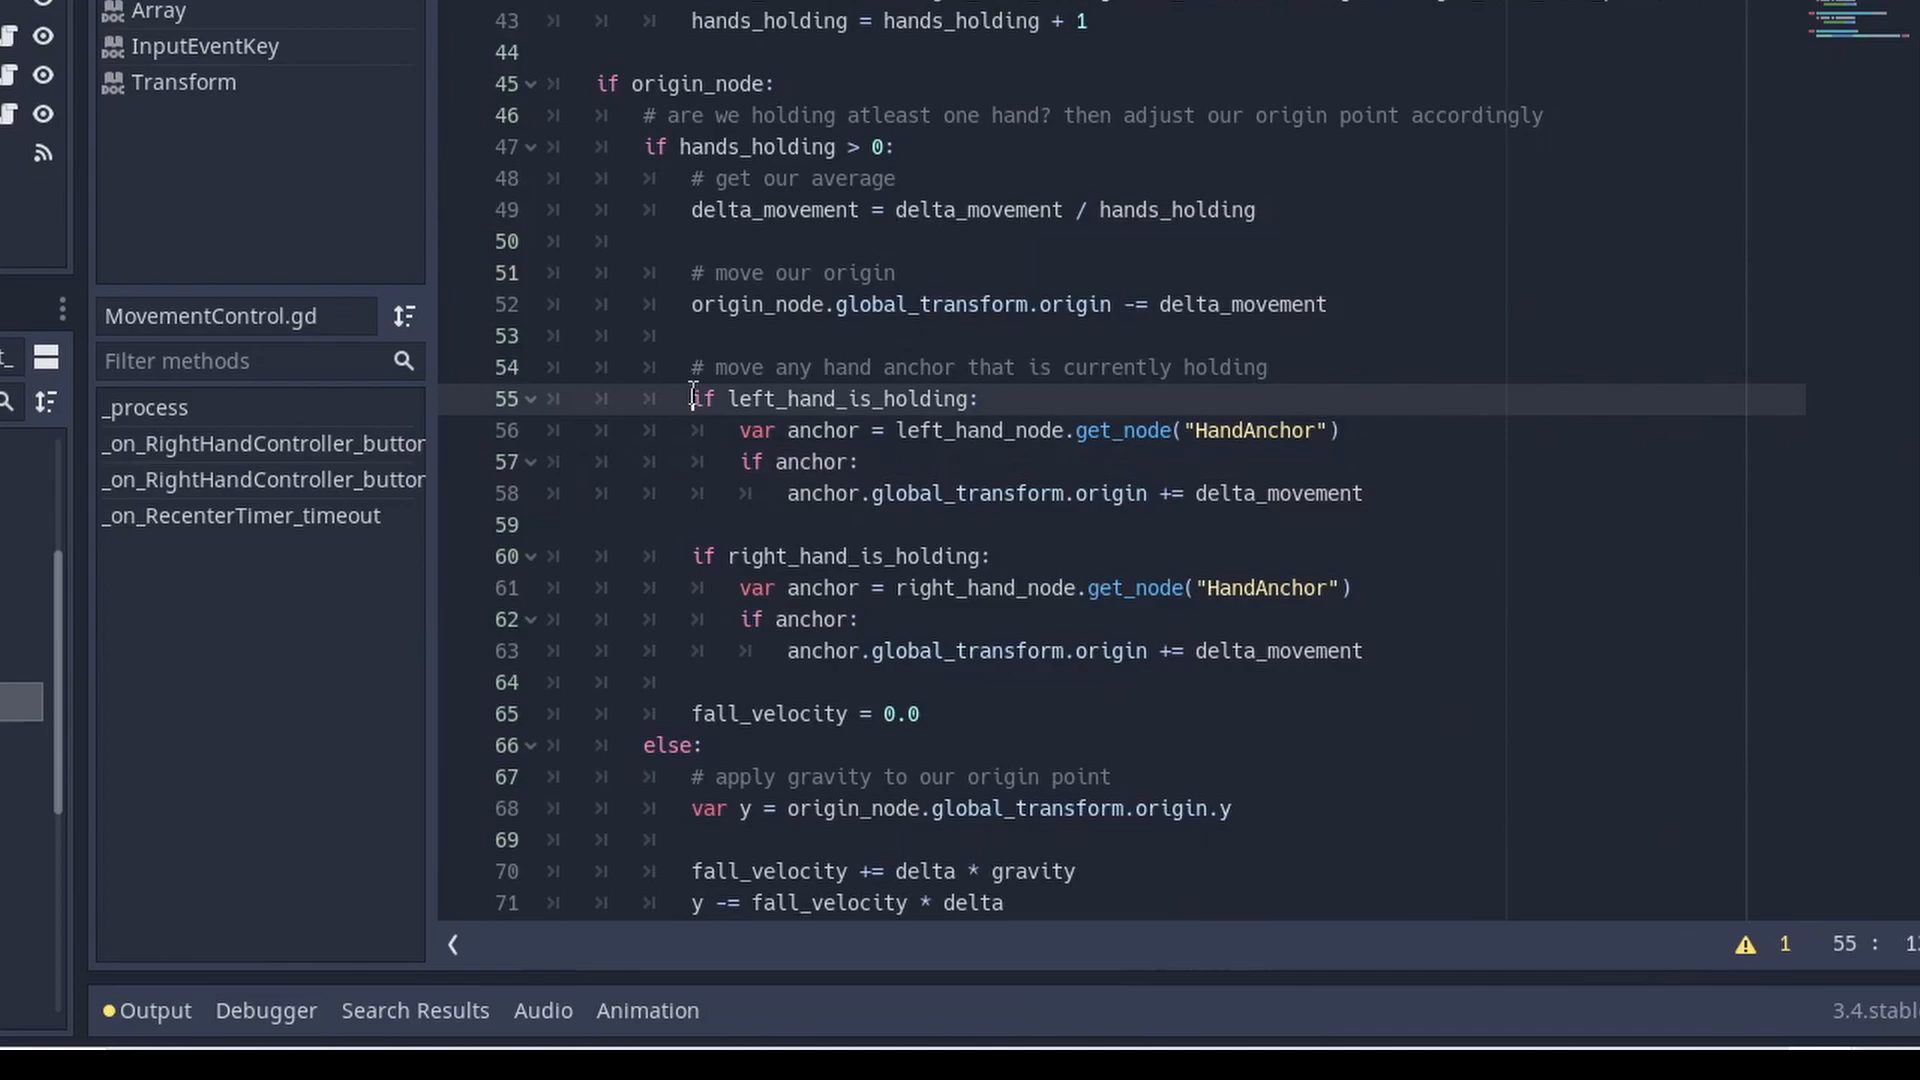 Array
InputEventKey
Transform
MovementControl.gd
Filter methods
_process
_on_RightHandController_button
_on_RightHandController_button
_on_RecenterTimer_timeout
43 hands_holding = hands_holding + 1
44
45 if origin_node:
46 # are we holding atleast one hand? then adjust our origin point accordingly
47 if hands_holding > 0:
48 # get our average
49 delta_movement = delta_movement / hands_holding
50
51 # move our origin
52 origin_node.global_transform.origin -= delta_movement
53
54 # move any hand anchor that is currently holding
55 if left_hand_is_holding:
56 var anchor = left_hand_node.get_node("HandAnchor")
57 if anchor:
58 anchor.global_transform.origin += delta_movement
59
60 if right_hand_is_holding:
61 var anchor = right_hand_node.get_node("HandAnchor")
62 if anchor:
63 anchor.global_transform.origin += delta_movement
64
65 fall_velocity = 0.0
66 else:
67 # apply gravity to our origin point
68 var y = origin_node.global_transform.origin.y
69
70 fall_velocity += delta * gravity
71 y -= fall_velocity * delta
1 55 :
Output Debugger Search Results Audio Animation
3.4.stabl